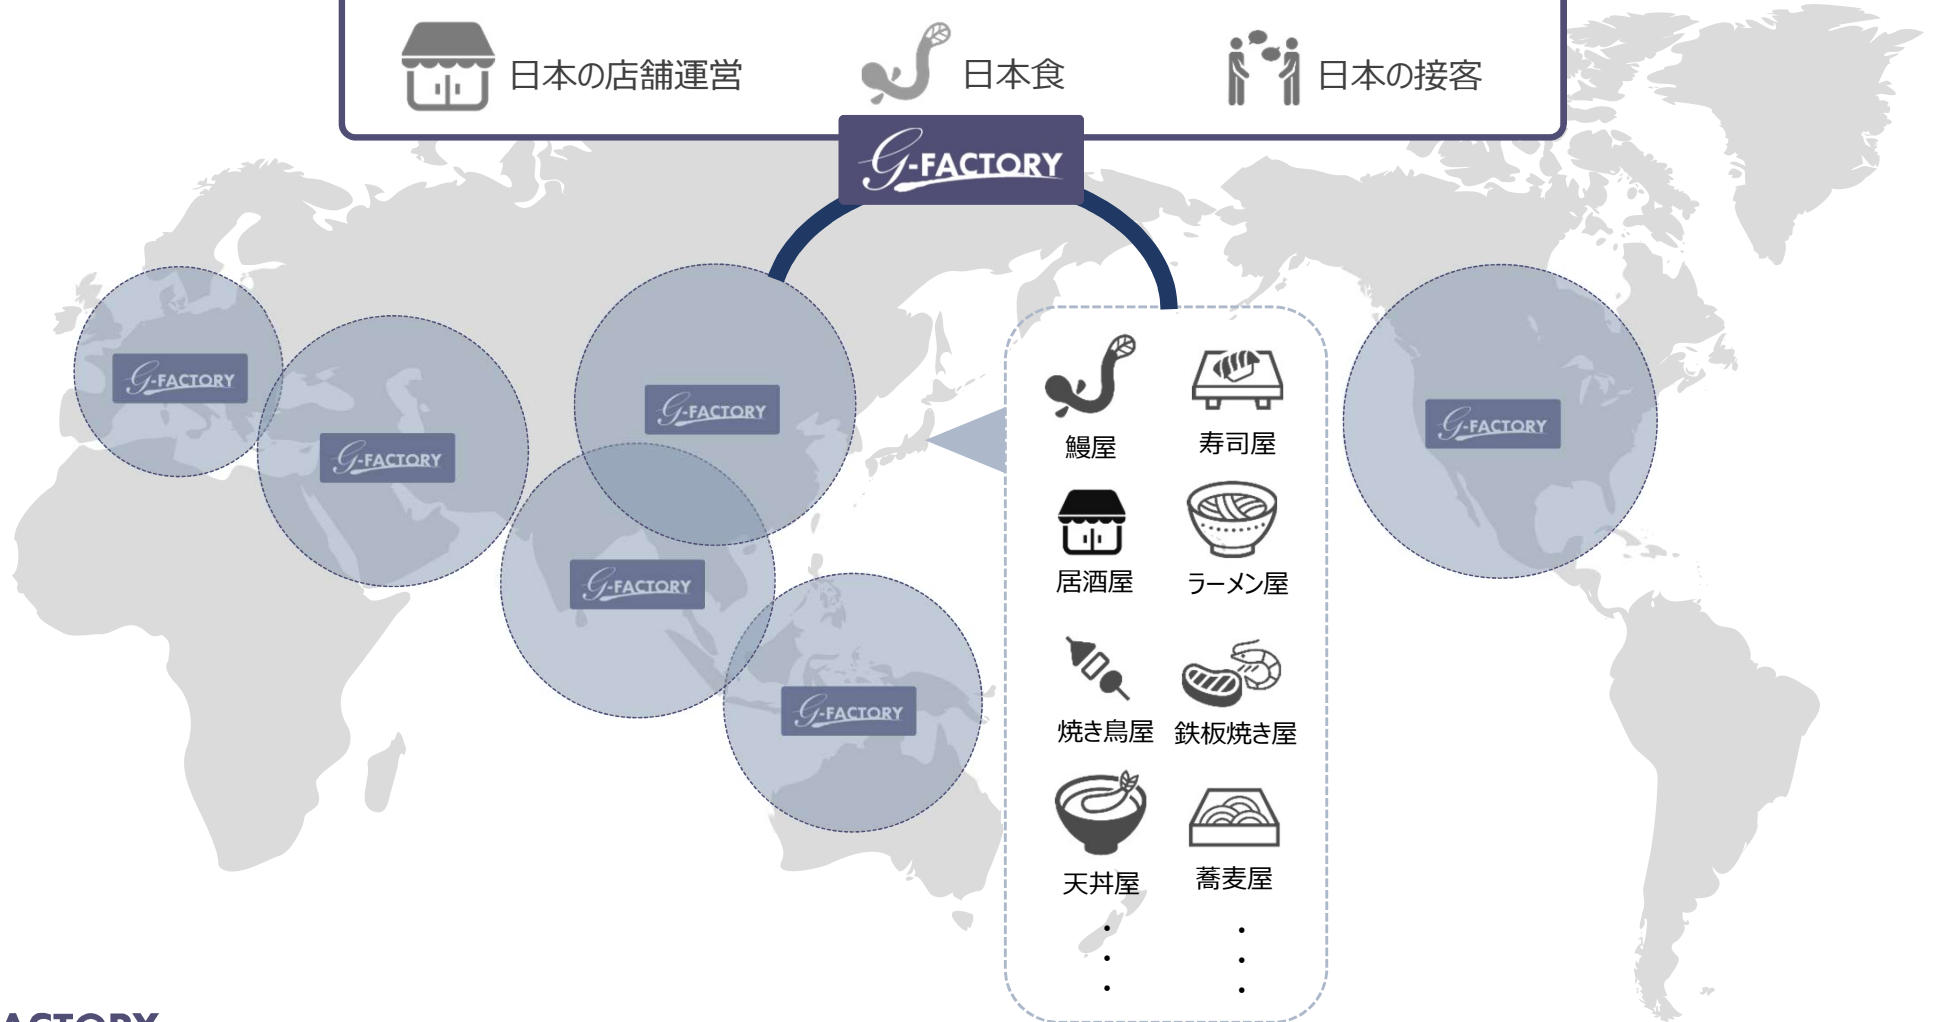 日本の店舗運営
日本食
日本の接客
G-FACTORY
G-FACTORY
G-FACTORY
G-FACTORY
G-FACTORY
G-FACTORY
G-FACTORY
鰻屋
寿司屋
居酒屋
ラーメン屋
焼き鳥屋
鉄板焼き屋
天丼屋
蕎麦屋
・
・
・
・
・
・